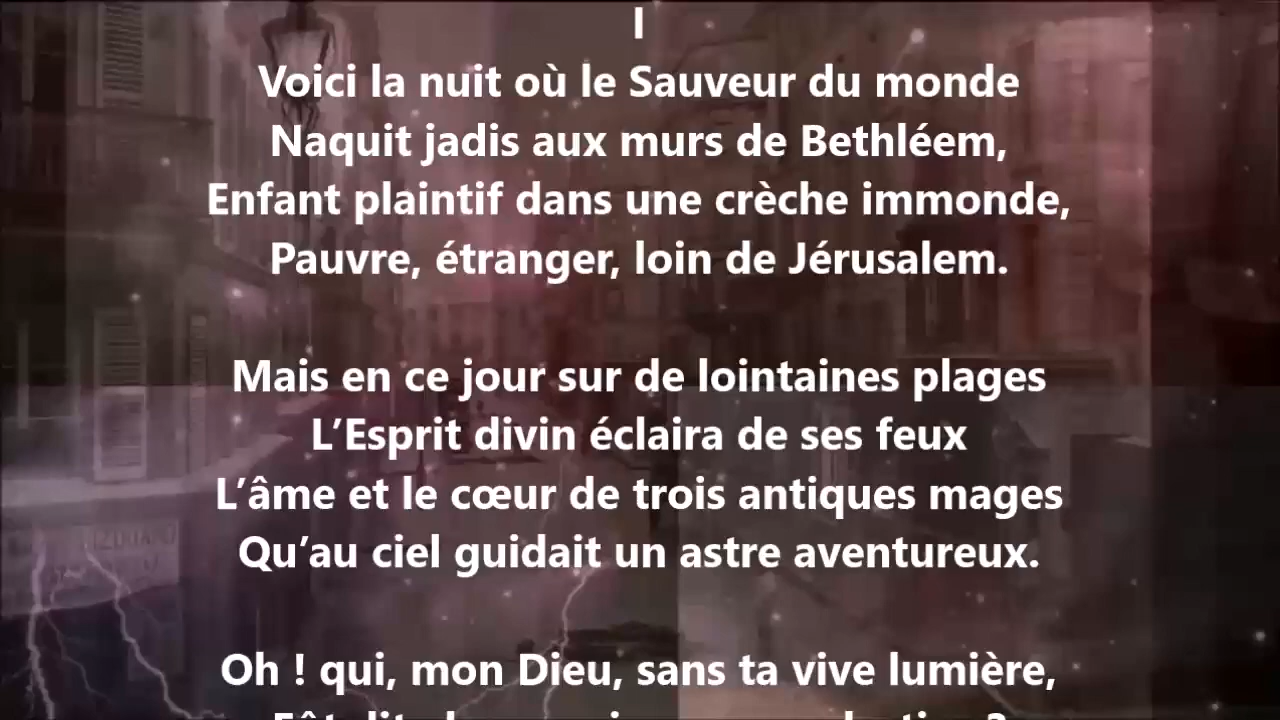 I
Voici la nuit où le Sauveur du monde
Naquit jadis aux murs de Bethléem,
Enfant plaintif dans une crèche immonde,
Pauvre, étranger, loin de Jérusalem.
Mais en ce jour sur de lointaines plages
L’Esprit divin éclaira de ses feux
L’âme et le cœur de trois antiques mages
Qu’au ciel guidait un astre aventureux.
Oh ! qui, mon Dieu, sans ta vive lumière,